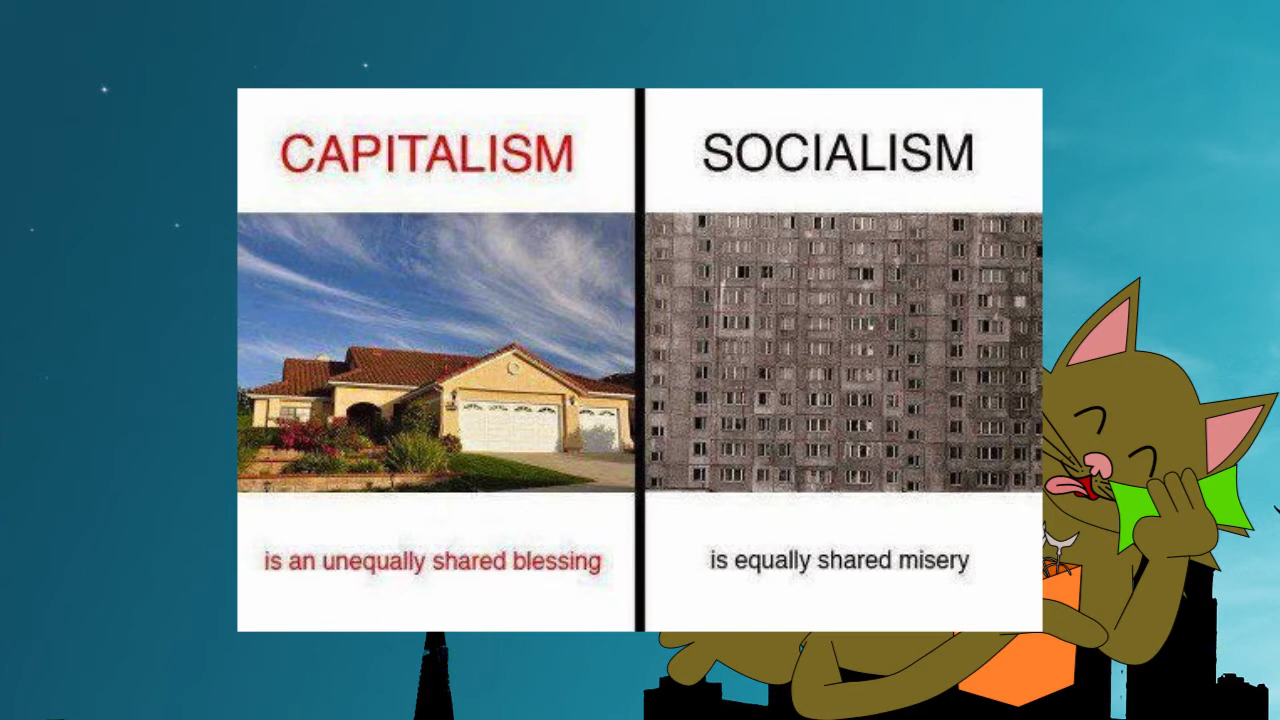 CAPITALISM
is an unequally shared blessing
SOCIALISM
is equally shared misery